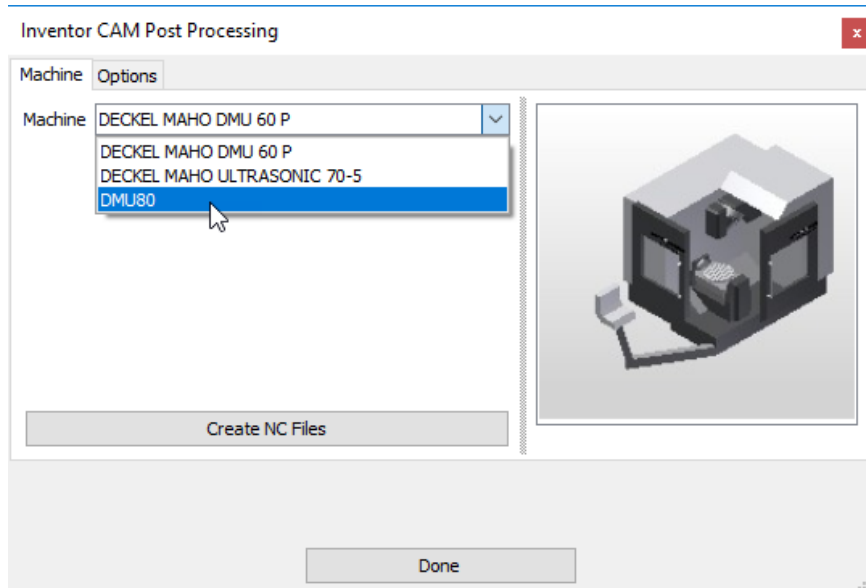 Inventor CAM Post Processing
x
Machine Options
Machine DECKEL MAHO DMU 60 P
DECKEL MAHO DMU 60 P
DECKEL MAHO ULTRASONIC 70-5
DMU80
Create NC Files
Done